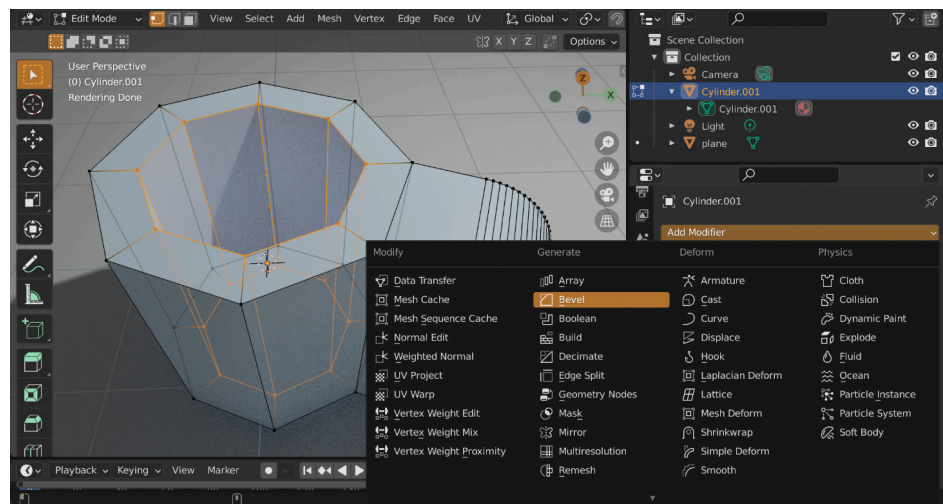 Edit Mode View Select Add Mesh Vertex Edge Face UV Global
X Y Z Options
User Perspective
(0) Cylinder.001
Rendering Done
Z
X
Scene Collection
Collection
Camera
Cylinder.001
Cylinder.001
Light
plane
Cylinder.001
Add Modifier
Modify Generate Deform Physics
Data Transfer Array Armature Cloth
Mesh Cache Bevel Cast Collision
Mesh Sequence Cache Boolean Curve Dynamic Paint
Normal Edit Build Displace Explode
Weighted Normal Decimate Hook Fluid
UV Project Edge Split Laplacian Deform Ocean
UV Warp Geometry Nodes Lattice Particle Instance
Vertex Weight Edit Mask Mesh Deform Particle System
Vertex Weight Mix Mirror Shrinkwrap Soft Body
Vertex Weight Proximity Multiresolution Simple Deform
Remesh Smooth
Playback Keying View Marker